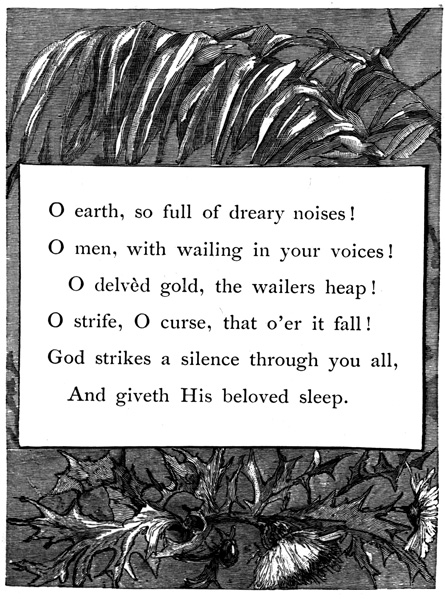 O earth, so full of dreary noises!
O men, with wailing in your voices!
O delvèd gold, the wailers heap!
O strife, O curse, that o'er it fall!
God strikes a silence through you all,
And giveth His beloved sleep.